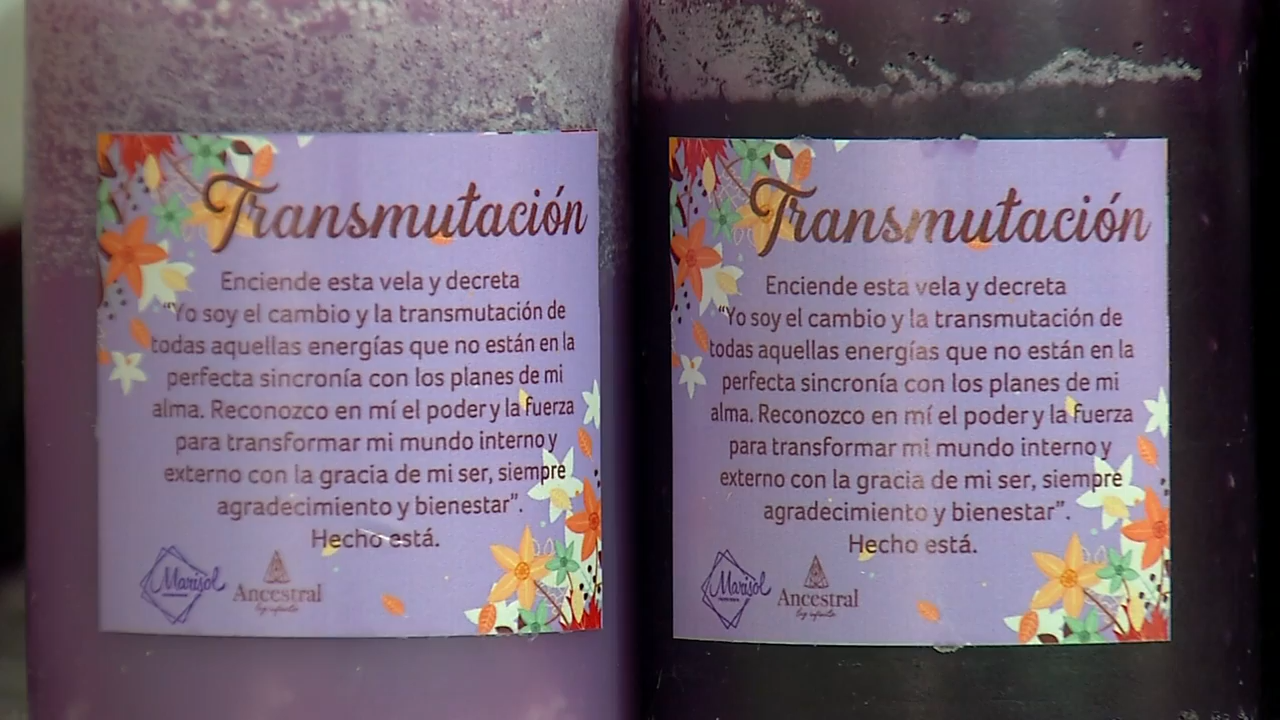 Transmutación
Enciende esta vela y decreta
“Yo soy el cambio y la transmutación de
todas aquellas energías que no están en la
perfecta sincronía con los planes de mi
alma. Reconozco en mí el poder y la fuerza
para transformar mi mundo interno y
externo con la gracia de mi ser, siempre
agradecimiento y bienestar”.
Hecho está.
Marisol
Ancestral
Transmutación
Enciende esta vela y decreta
“Yo soy el cambio y la transmutación de
todas aquellas energías que no están en la
perfecta sincronía con los planes de mi
alma. Reconozco en mí el poder y la fuerza
para transformar mi mundo interno y
externo con la gracia de mi ser, siempre
agradecimiento y bienestar”.
Hecho está.
Marisol
Ancestral